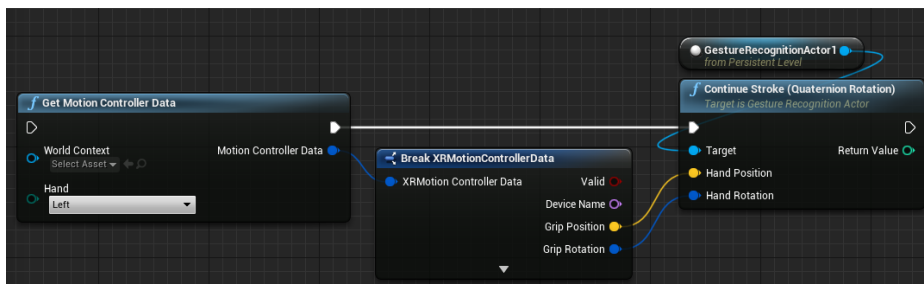 GestureRecognitionActor1
from Persistent Level
f Get Motion Controller Data
World Context
Select Asset
Motion Controller Data
Hand
Left
Break XRMotionControllerData
XRMotion Controller Data
Valid
Device Name
Grip Position
Grip Rotation
f Continue Stroke (Quaternion Rotation)
Target is Gesture Recognition Actor
Target
Return Value
Hand Position
Hand Rotation